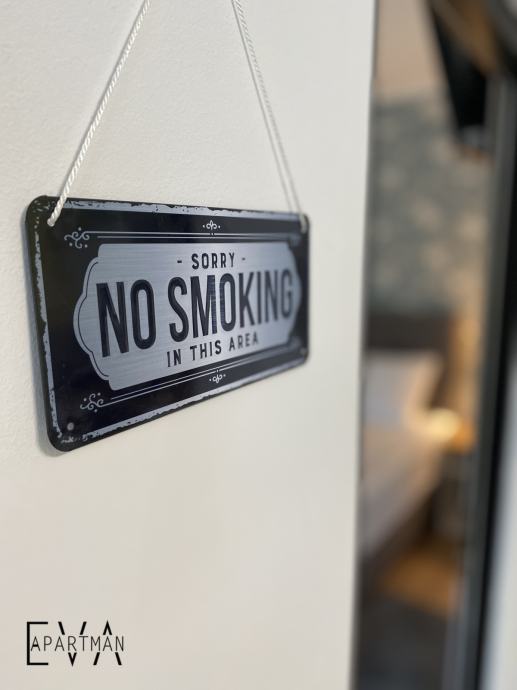 - SORRY -
NO SMOKING
IN THIS AREA
EVA
APARTMAN